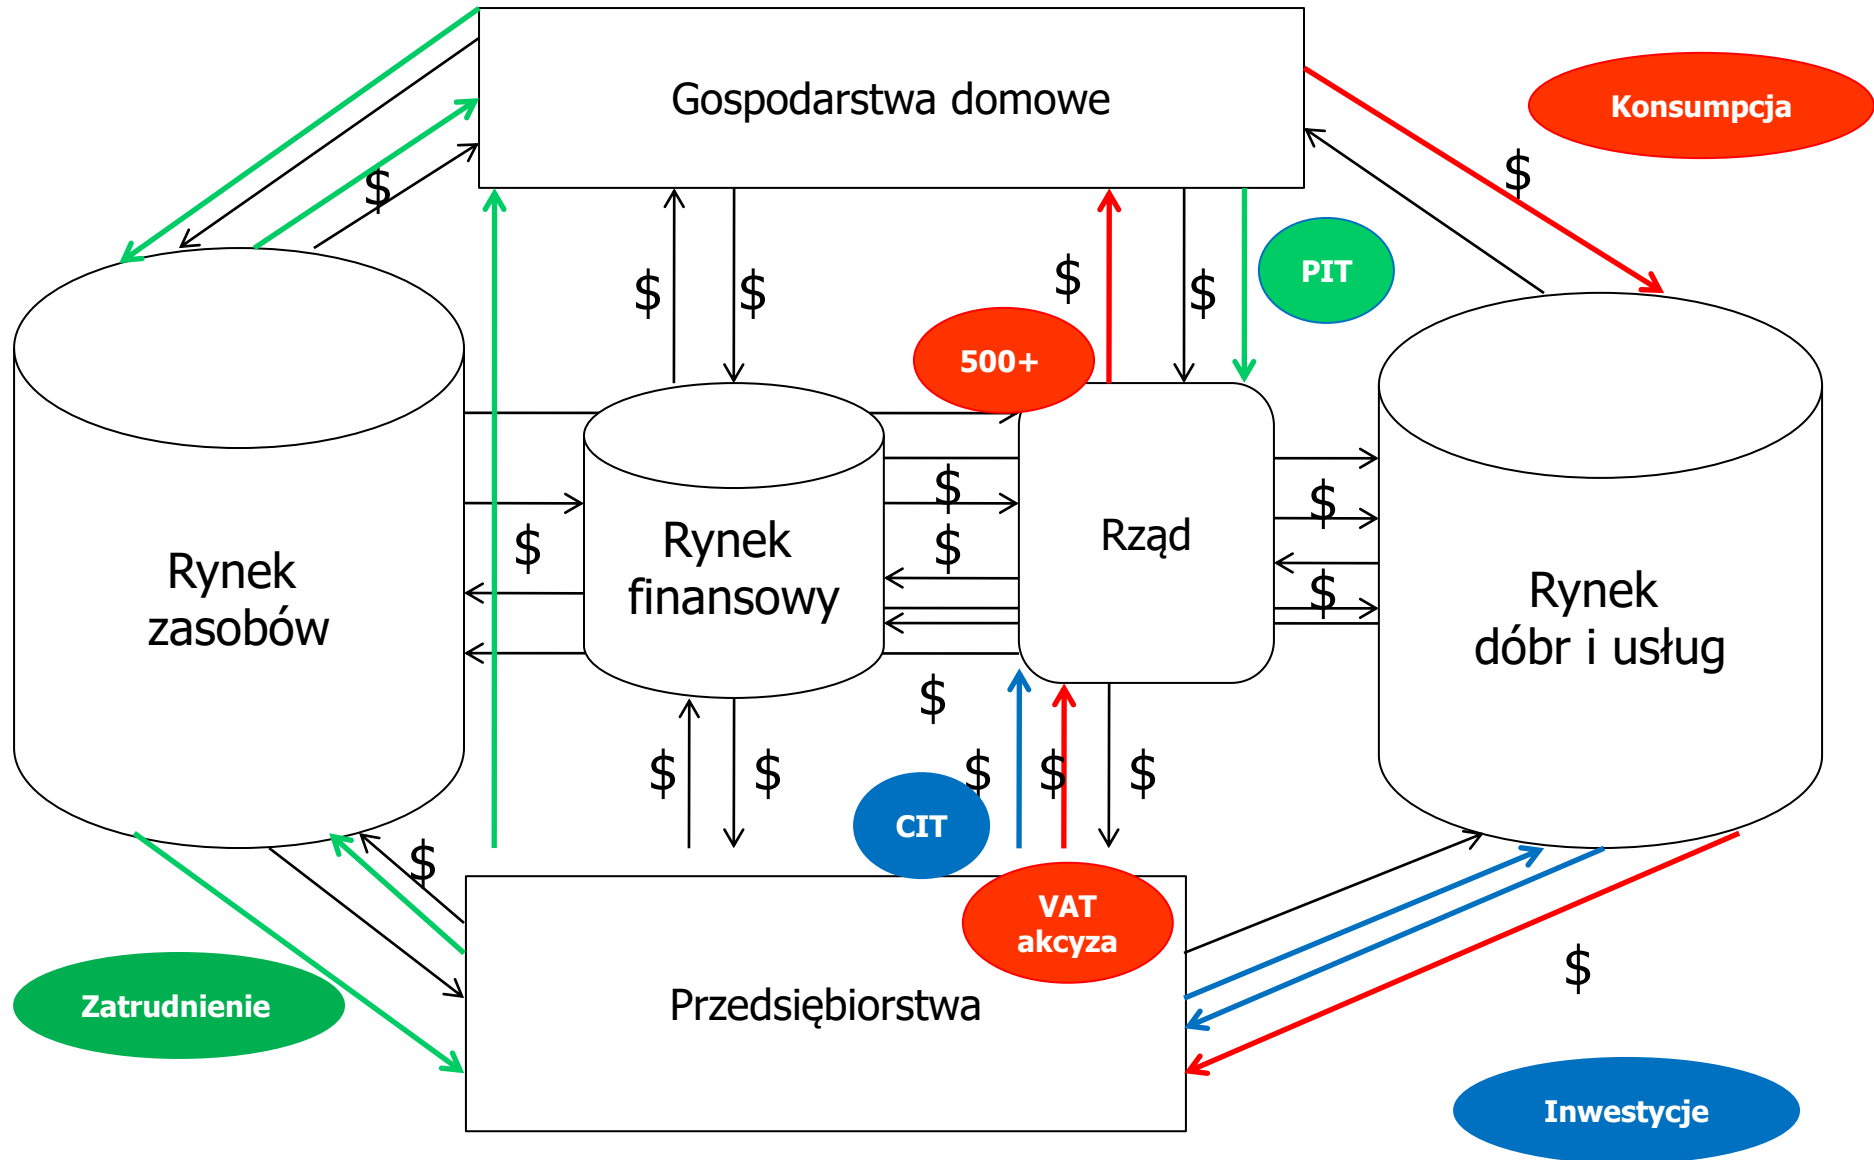 Gospodarstwa domowe
Konsumpcja
$
$
PIT
$
$
$
$
500+
$
$
$
$
Rynek
zasobów
Rynek
finansowy
Rząd
$
$
Rynek
dóbr i usług
$
$
$
$
$
$
CIT
$
VAT
akcyza
$
Zatrudnienie
Przedsiębiorstwa
Inwestycje